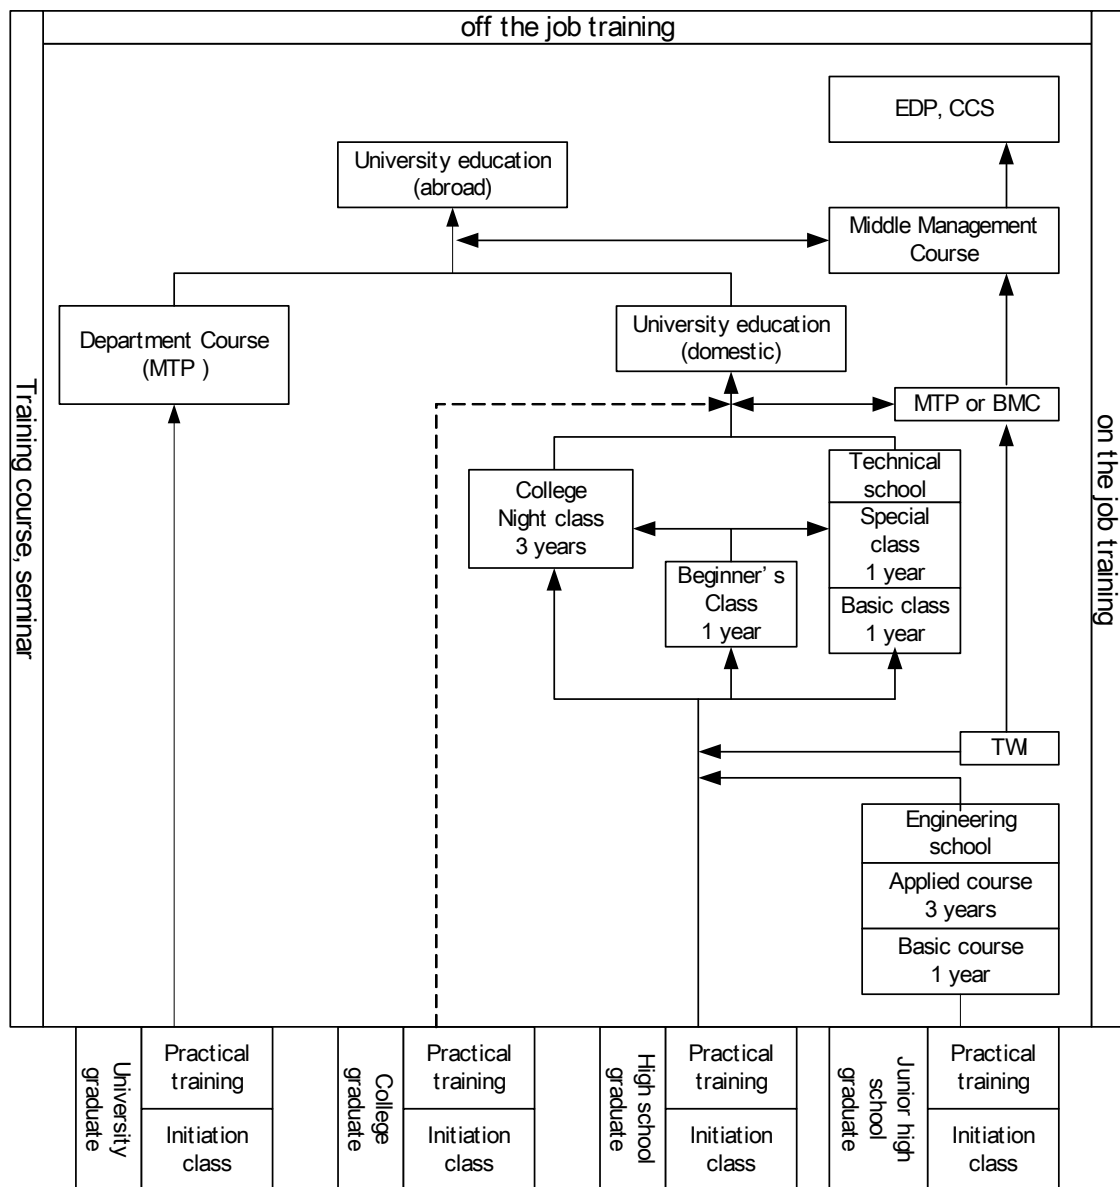 off the job training
EDP, CCS
University education
(abroad)
Middle Management
Course
Department Course
(MTP )
University education
(domestic)
MTP or BMC
Training course, seminar
on the job training
College
Night class
3 years
Technical
school
Special
class
1 year
Beginner' s
Class
1 year
Basic class
1 year
TWI
Engineering
school
Applied course
3 years
Basic course
1 year
University
graduate
Practical
training
Initiation
class
College
graduate
Practical
training
Initiation
class
High school
graduate
Practical
training
Initiation
class
Junior high
school
graduate
Practical
training
Initiation
class